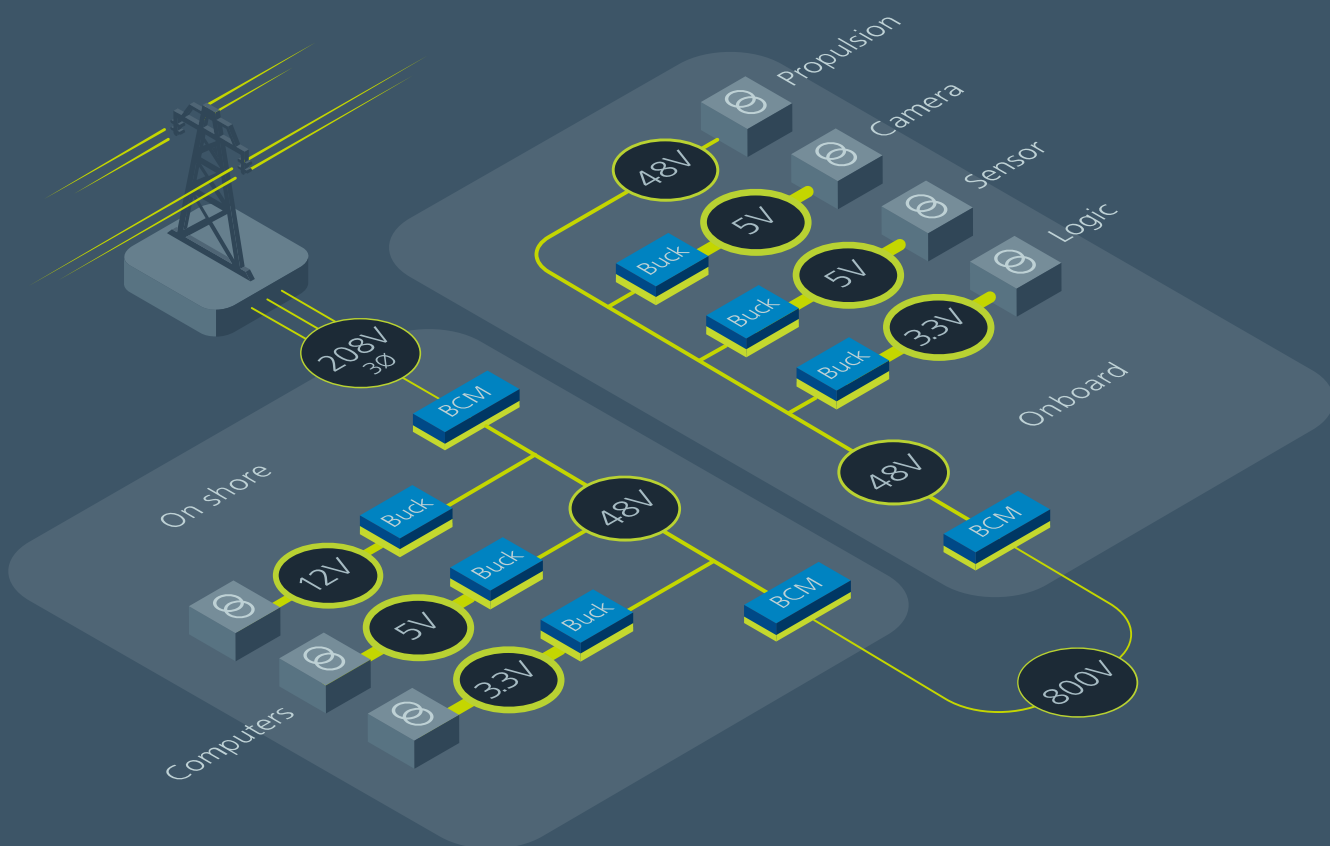 Propulsion
Camera
Sensor
Logic
48V
5V
5V
3.3V
Buck
Buck
Buck
Onboard
48V
BCM
208V
3Ø
BCM
On shore
48V
Buck
Buck
Buck
12V
5V
3.3V
BCM
800V
Computers